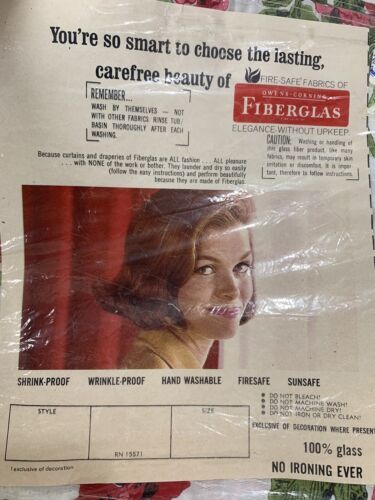 You're so smart to choose the lasting,
carefree beauty of
FIRE-SAFE FABRICS OF
OWENS-CORNING
FIBERGLAS
ELEGANCE WITHOUT UPKEEP
REMEMBER...
WASH BY THEMSELVES — NOT
WITH OTHER FABRICS. RINSE TUB
BASIN THOROUGHLY AFTER EACH
WASHING.
CAUTION: Washing or handling of
this glass fiber product, like many
fabrics, may result in temporary skin
irritation or discomfort. It is impor-
tant, therefore to follow instructions.
Because curtains and draperies of Fiberglas are ALL fashion . . . ALL pleasure
. . . with NONE of the work or bother. They launder and dry so easily
(follow the easy instructions) and perform beautifully
because they are made of Fiberglas
SHRINK-PROOF WRINKLE-PROOF HAND WASHABLE FIRESAFE SUNSAFE
• DO NOT BLEACH!
• DO NOT MACHINE WASH!
• DO NOT MACHINE DRY!
• DO NOT IRON OR DRY CLEAN!
STYLE
SIZE
RN 15571
EXCLUSIVE OF DECORATION WHERE PRESENT
100% glass
exclusive of decoration
NO IRONING EVER